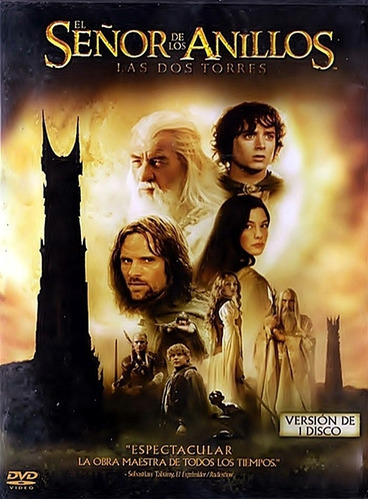 EL
SEÑOR DE LOS ANILLOS
LAS DOS TORRES
VERSIÓN DE
1 DISCO
"ESPECTACULAR
LA OBRA MAESTRA DE TODOS LOS TIEMPOS."
DVD
VIDEO